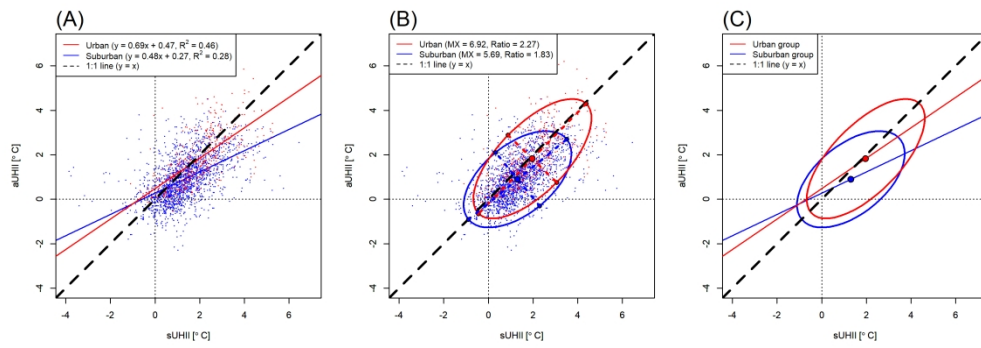 (A)
Urban (y = 0.69x + 0.47, R² = 0.46)
Suburban (y = 0.48x + 0.27, R² = 0.28)
1:1 line (y = x)
aUHII [° C]
6
4
2
0
-2
-4
-4 -2 0 2 4 6
sUHII [° C]
(B)
Urban (MX = 6.92, Ratio = 2.27)
Suburban (MX = 5.69, Ratio = 1.83)
1:1 line (y = x)
aUHII [° C]
6
4
2
0
-2
-4
-4 -2 0 2 4 6
sUHII [° C]
(C)
Urban group
Suburban group
1:1 line (y = x)
aUHII [° C]
6
4
2
0
-2
-4
-4 -2 0 2 4 6
sUHII [° C]